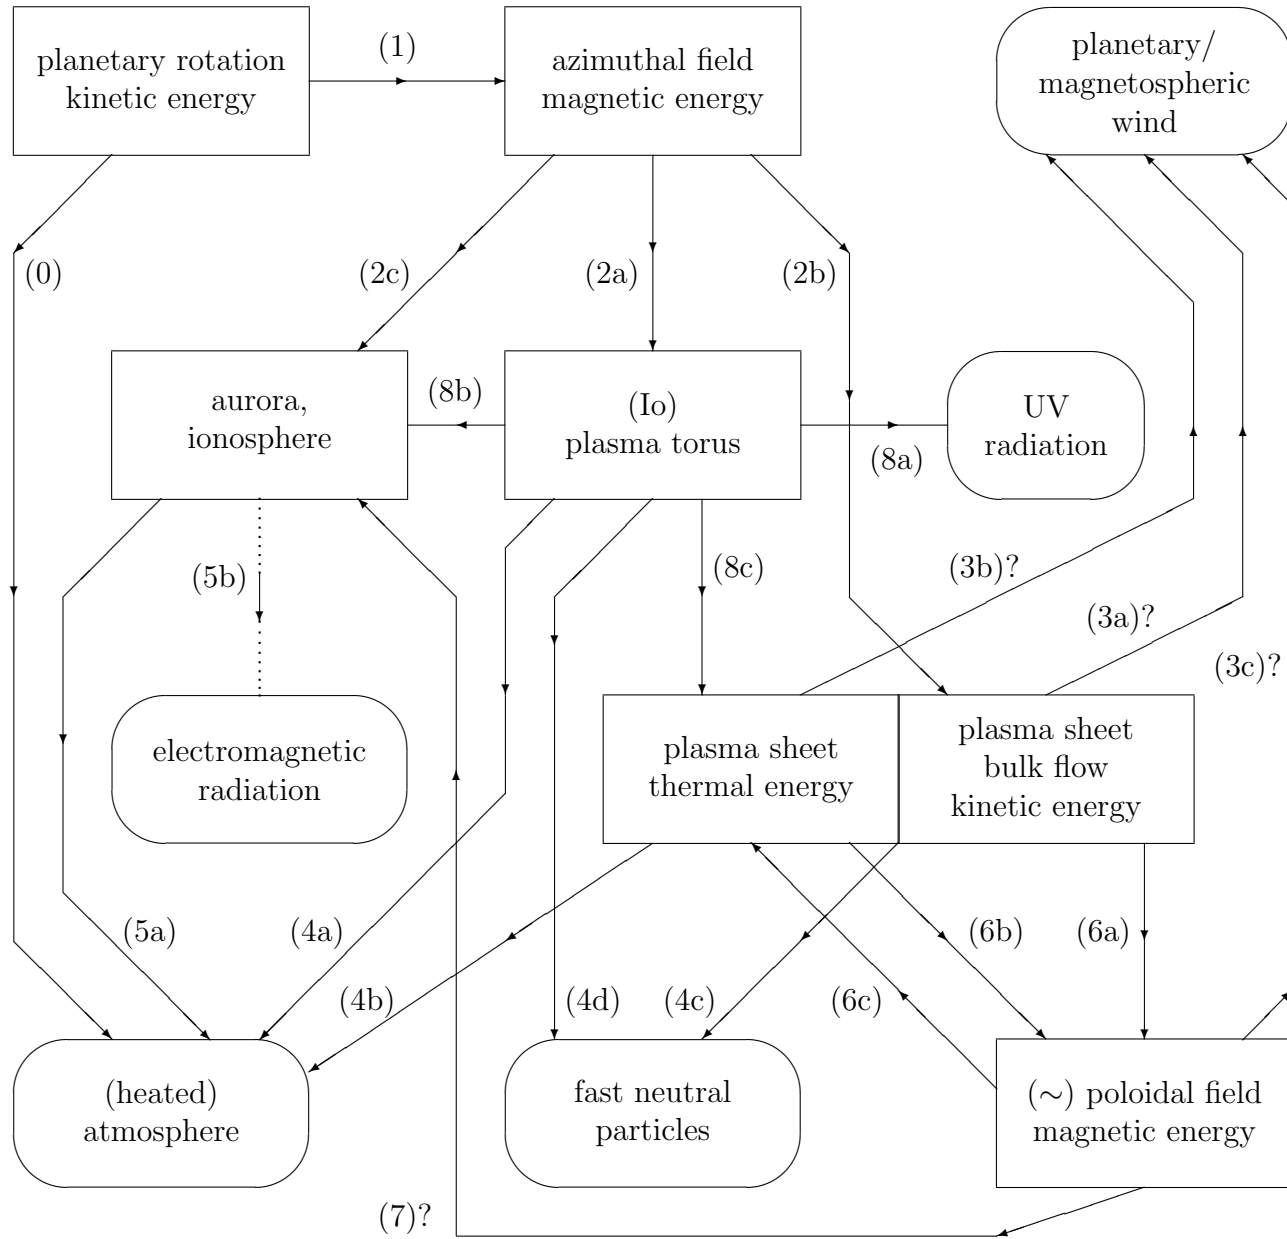 planetary rotation
kinetic energy
(1)
azimuthal field
magnetic energy
planetary/
magnetospheric
wind
(0)
(2c)
(2a)
(2b)
aurora,
ionosphere
(8b)
(Io)
plasma torus
(8a)
UV
radiation
(5b)
(8c)
(3b)?
(3a)?
(3c)?
electromagnetic
radiation
plasma sheet
thermal energy
plasma sheet
bulk flow
kinetic energy
(5a)
(4a)
(4b)
(4d)
(4c)
(6c)
(6b)
(6a)
(heated)
atmosphere
fast neutral
particles
(∼) poloidal field
magnetic energy
(7)?